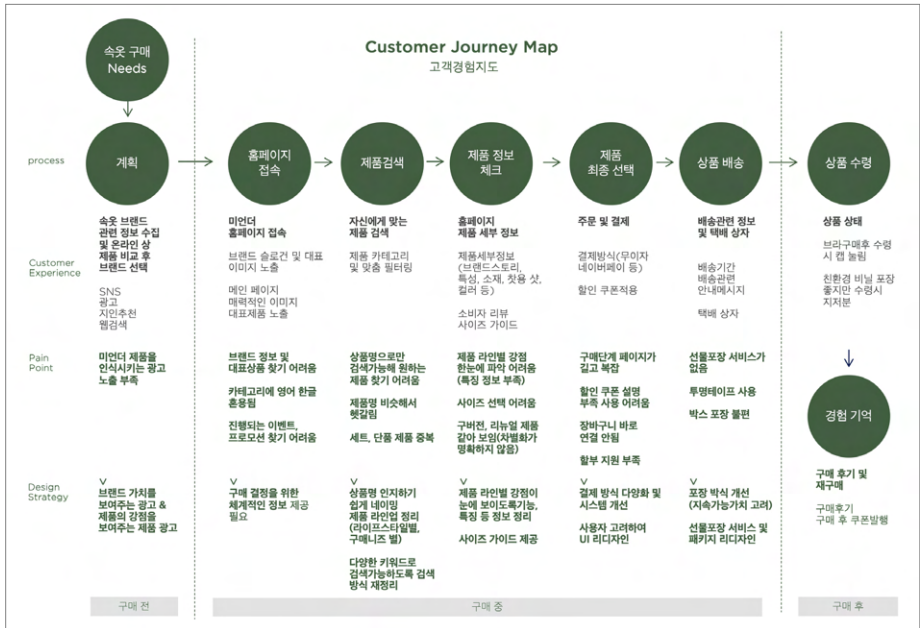 속옷 구매
Needs
Customer Journey Map
고객경험지도
process
계획
홈페이지
접속
제품검색
제품 정보
체크
제품
최종 선택
상품 배송
상품 수령
Customer
Experience
속옷 브랜드
관련 정보 수집
및 온라인 상
제품 비교 후
브랜드 선택
SNS
광고
지인추천
웹검색
미언더
홈페이지 접속
브랜드 슬로건 및 대표
이미지 노출
메인 페이지
매력적인 이미지
대표제품 노출
자신에게 맞는
제품 검색
제품 카테고리
및 맞춤 필터링
홈페이지
제품 세부 정보
제품세부정보
(브랜드스토리,
특성, 소재, 착용 샷,
컬러 등)
소비자 리뷰
사이즈 가이드
주문 및 결제
결제방식(무이자
네이버페이 등)
할인 쿠폰적용
배송관련 정보
및 택배 상자
배송기간
배송관련
안내메시지
택배 상자
상품 상태
브라구매후 수령
시 캡 눌림
친환경 비닐 포장
좋지만 수령시
지저분
Pain
Point
미언더 제품을
인식시키는 광고
노출 부족
브랜드 정보 및
대표상품 찾기 어려움
카테고리에 영어 한글
혼용됨
진행되는 이벤트,
프로모션 찾기 어려움
상품명으로만
검색가능해 원하는
제품 찾기 어려움
제품명 비슷해서
헷갈림
세트, 단품 제품 중복
제품 라인별 강점
한눈에 파악 어려움
(특징 정보 부족)
사이즈 선택 어려움
구버전, 리뉴얼 제품
같아 보임(차별화가
명확하지 않음)
구매단계 페이지가
길고 복잡
할인 쿠폰 설명
부족 사용 어려움
장바구니 바로
연결 안됨
할부 지원 부족
선물포장 서비스가
없음
투명테이프 사용
박스 포장 불편
경험 기억
Design
Strategy
브랜드 가치를
보여주는 광고 &
제품의 강점을
보여주는 제품 광고
구매 결정을 위한
체계적인 정보 제공
필요
상품명 인지하기
쉽게 네이밍
제품 라인업 정리
(라이프스타일별,
구매니즈 별)
다양한 키워드로
검색가능하도록 검색
방식 재정리
제품 라인별 강점이
눈에 보이도록기능,
특징 등 정보 정리
사이즈 가이드 제공
결제 방식 다양화 및
시스템 개선
사용자 고려하여
UI 리디자인
포장 박식 개선
(지속가능가치 고려)
선물포장 서비스 및
패키지 리디자인
구매 후기 및
재구매
구매후기
구매 후 쿠폰발행
구매 전
구매 중
구매 후